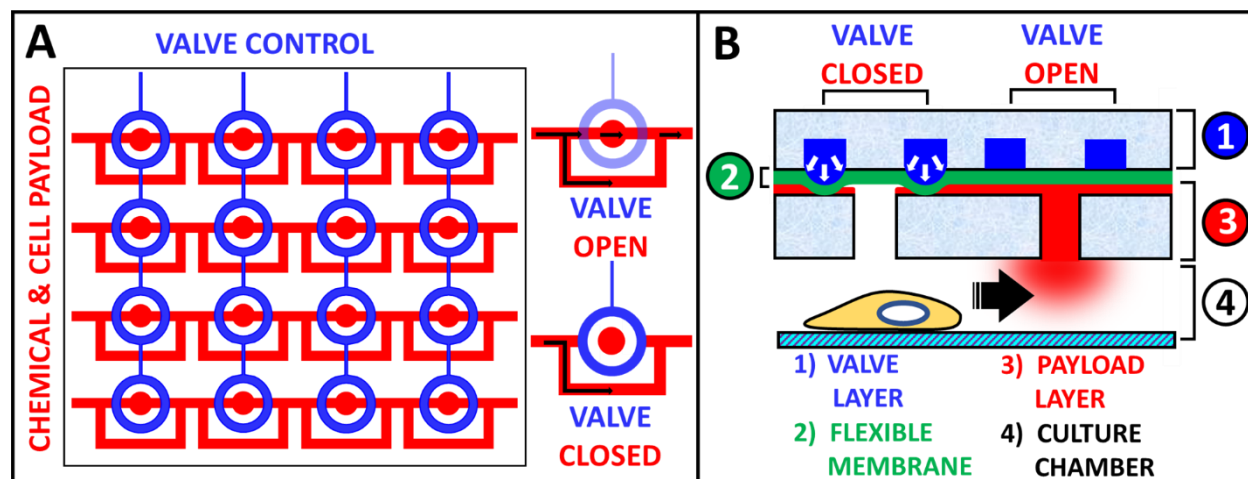 A
VALVE CONTROL
CHEMICAL & CELL PAYLOAD
VALVE
OPEN
VALVE
CLOSED
B
VALVE
CLOSED
VALVE
OPEN
1
2
3
4
1) VALVE
LAYER
2) FLEXIBLE
MEMBRANE
3) PAYLOAD
LAYER
4) CULTURE
CHAMBER